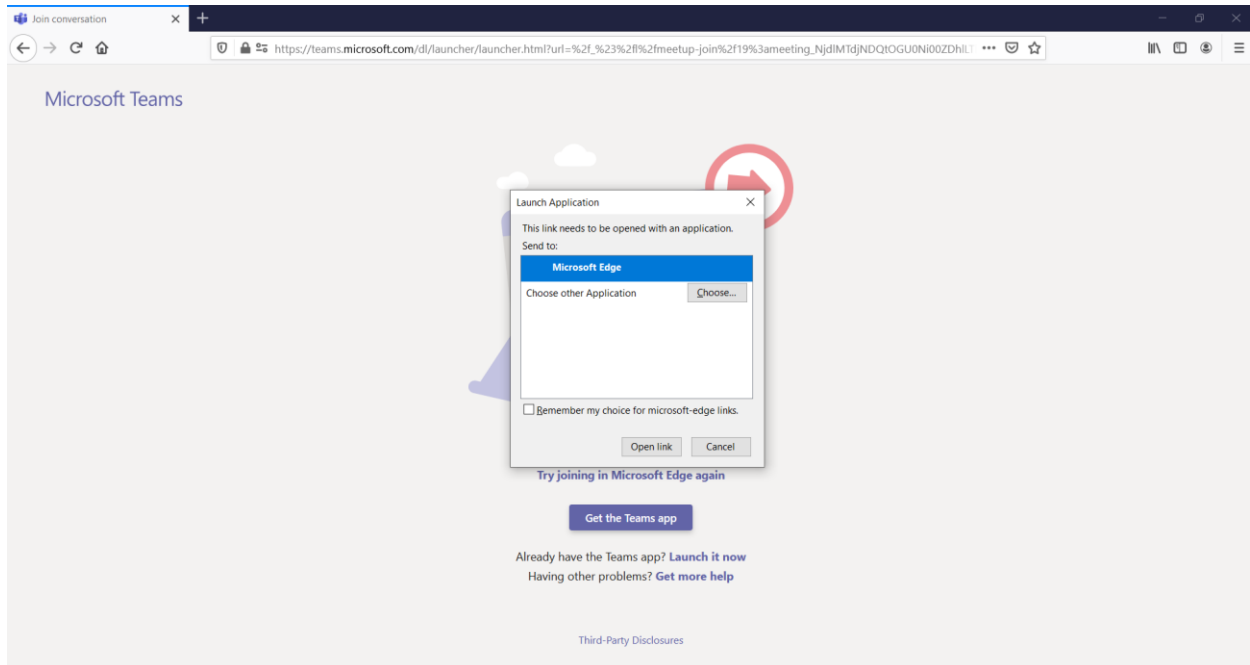 Join conversation
https://teams.microsoft.com/dl/launcher/launcher.html?url=%2f_%23%2fl%2fmeetup-join%2f19%3ameeting_NjdlMTdjNDQtOGU0Ni00ZDhlL
Microsoft Teams
Launch Application
This link needs to be opened with an application.
Send to:
Microsoft Edge
Choose other Application Choose...
Remember my choice for microsoft-edge links.
Open link Cancel
Try joining in Microsoft Edge again
Get the Teams app
Already have the Teams app? Launch it now
Having other problems? Get more help
Third-Party Disclosures